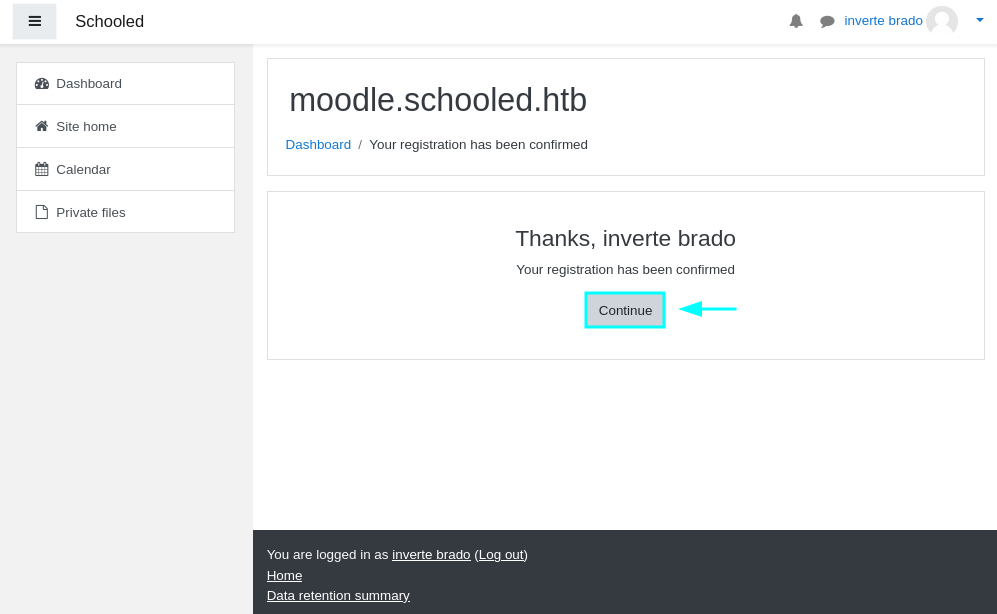 Schooled
inverte brado
Dashboard
Site home
Calendar
Private files
moodle.schooled.htb
Dashboard / Your registration has been confirmed
Thanks, inverte brado
Your registration has been confirmed
Continue
You are logged in as inverte brado (Log out)
Home
Data retention summary